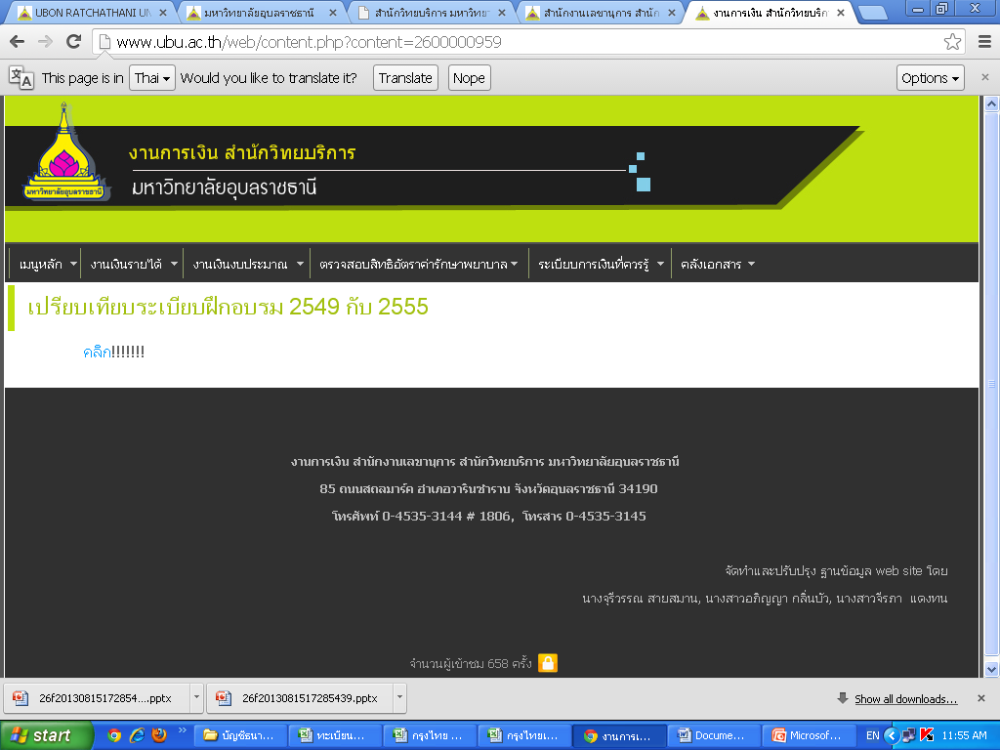 UBON RATCHATHANI UN
มหาวิทยาลัยอุบลราชธานี
สำนักวิทยบริการ มหาวิทย
สำนักงานเลขานุการ สำนัก
งานการเงิน สำนักวิทยบริก
www.ubu.ac.th/web/content.php?content=2600000959
This page is in Thai Would you like to translate it? Translate Nope Options
งานการเงิน สำนักวิทยบริการ
มหาวิทยาลัยอุบลราชธานี
มหาวิทยาลัยอุบลราชธานี
เมนูหลัก งานเงินรายได้ งานเงินงบประมาณ ตรวจสอบสิทธิอัตราค่ารักษาพยาบาล ระเบียบการเงินที่ควรรู้ คลังเอกสาร
เปรียบเทียบระเบียบฝึกอบรม 2549 กับ 2555
คลิก!!!!!!!
งานการเงิน สำนักงานเลขานุการ สำนักวิทยบริการ มหาวิทยาลัยอุบลราชธานี
85 ถนนสถลมาร์ค อำเภอวารินชำราบ จังหวัดอุบลราชธานี 34190
โทรศัพท์ 0-4535-3144 # 1806, โทรสาร 0-4535-3145
จัดทำและปรับปรุง ฐานข้อมูล web site โดย
นางจุรีวรรณ สายสมาน, นางสาวอภิญญา กลิ่นบัว, นางสาวจีรภา แดงทน
จำนวนผู้เข้าชม 658 ครั้ง
26f20130815172854....pptx
26f2013081517285439.pptx
Show all downloads...
start
บัญชีธนา...
ทะเบียน...
กรุงไทย ...
กรุงไทยเ...
งานการเ...
Docume...
Microsof...
EN
11:55 AM